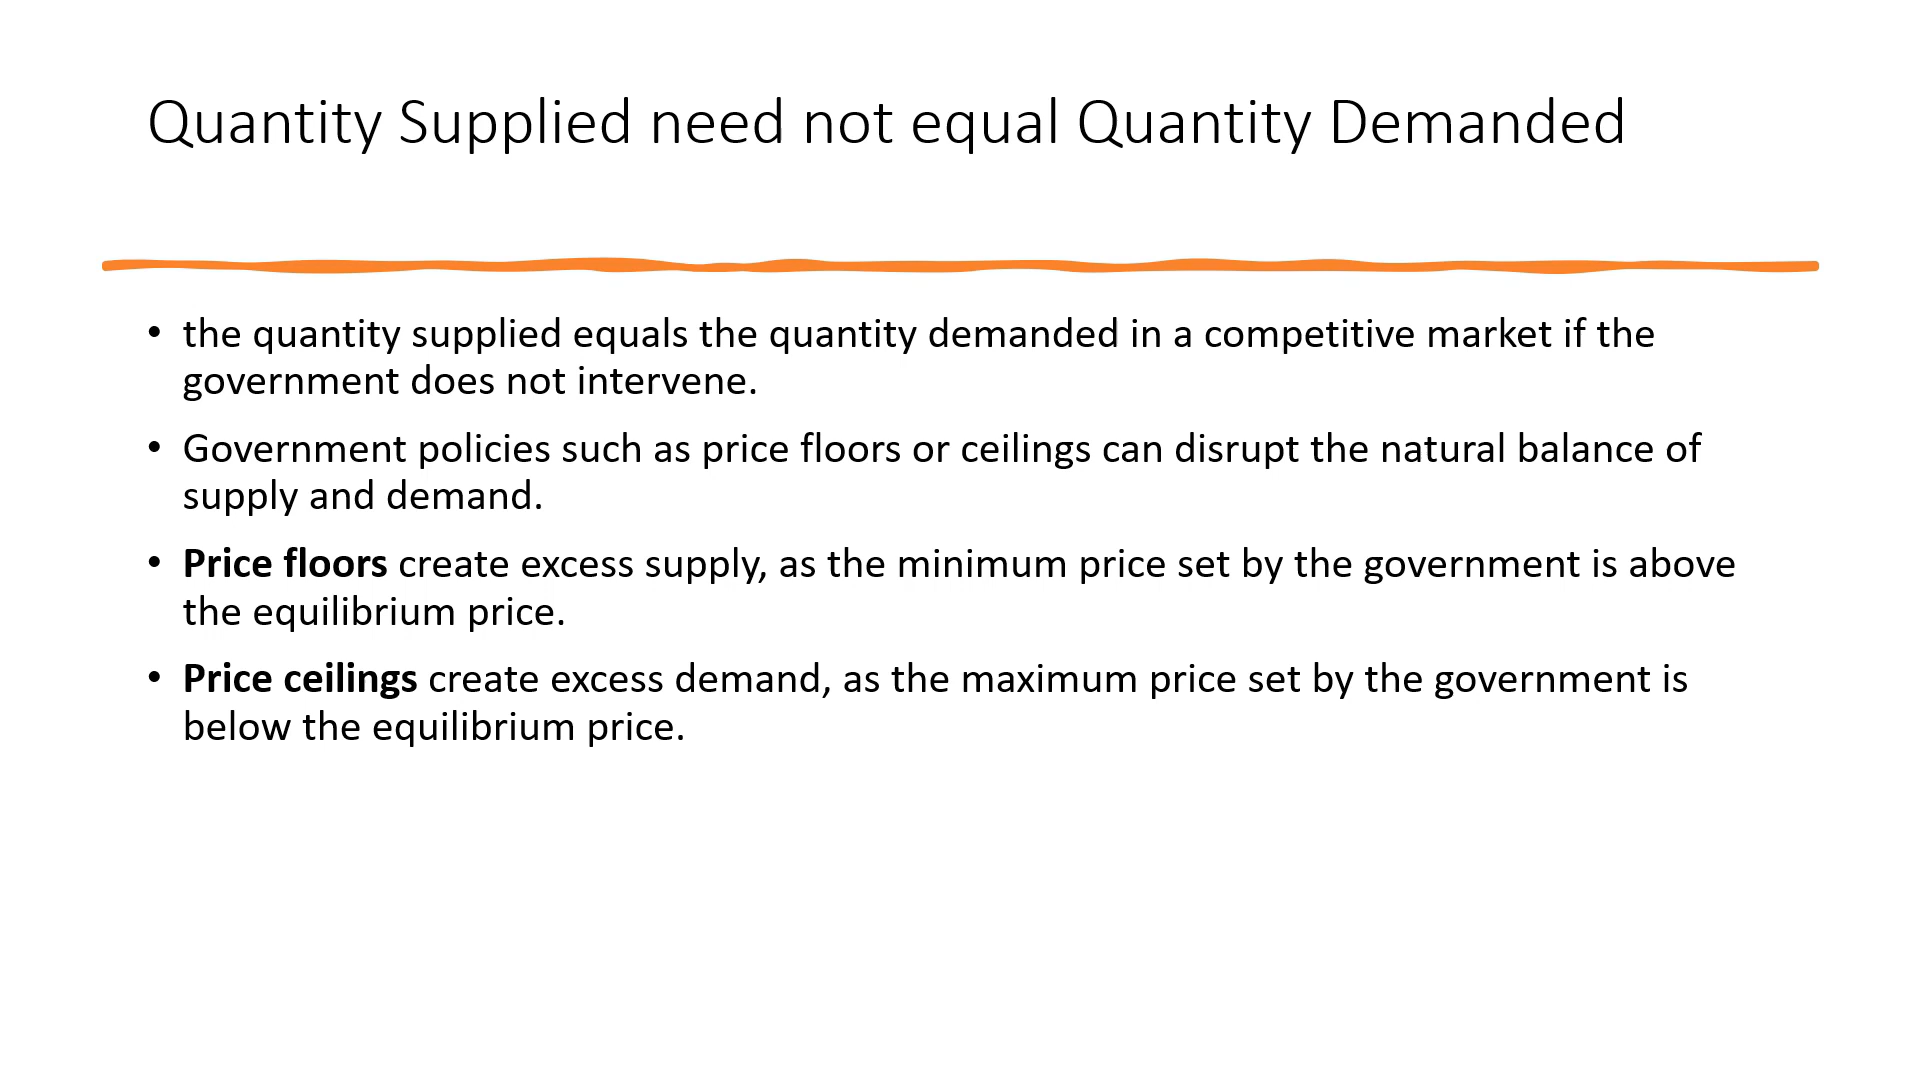 Quantity Supplied need not equal Quantity Demanded
• the quantity supplied equals the quantity demanded in a competitive market if the
government does not intervene.
• Government policies such as price floors or ceilings can disrupt the natural balance of
supply and demand.
• Price floors create excess supply, as the minimum price set by the government is above
the equilibrium price.
• Price ceilings create excess demand, as the maximum price set by the government is
below the equilibrium price.